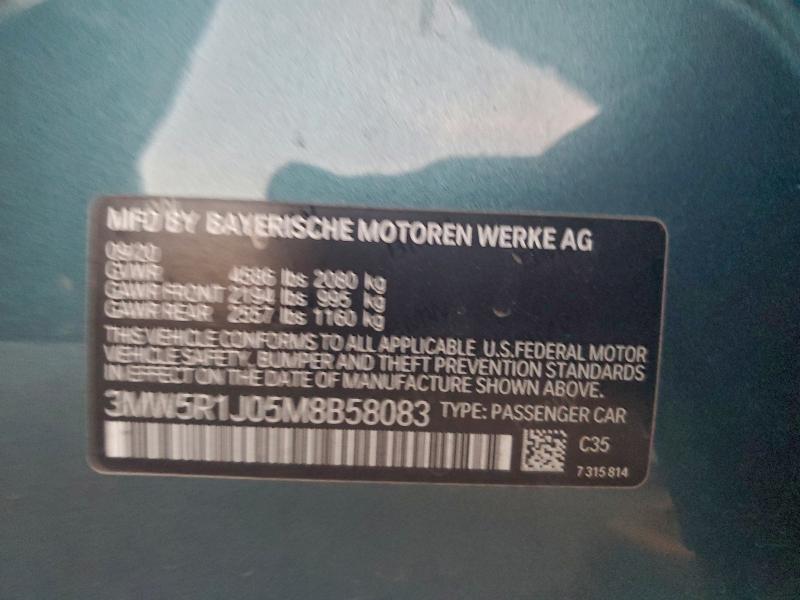 MFD BY BAYERISCHE MOTOREN WERKE AG
09/20
GVWR: 4586 lbs 2080 kg
GAWR FRONT 2194 lbs 995 kg
GAWR REAR 2557 lbs 1160 kg
THIS VEHICLE CONFORMS TO ALL APPLICABLE U.S.FEDERAL MOTOR
VEHICLE SAFETY, BUMPER AND THEFT PREVENTION STANDARDS
IN EFFECT ON THE DATE OF MANUFACTURE SHOWN ABOVE.
3MW5R1J05M8B58083 TYPE: PASSENGER CAR
C35
7 315 814